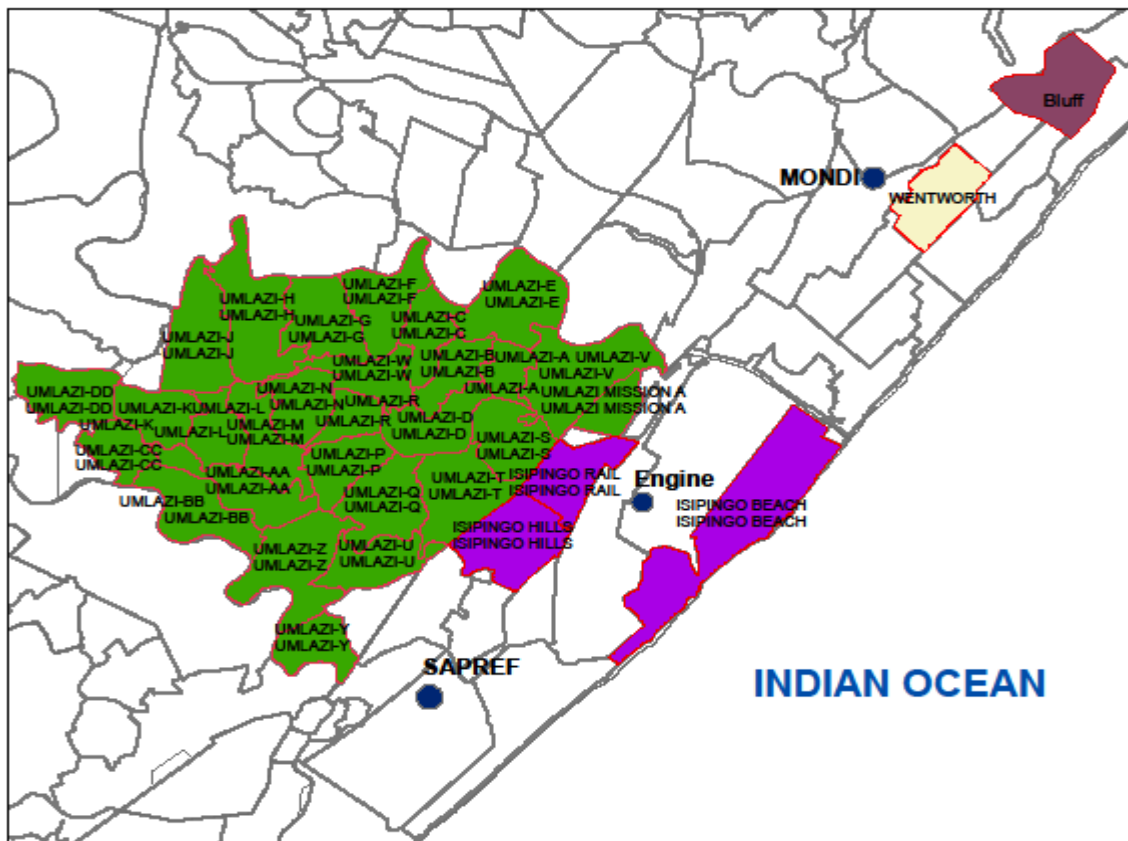 Bluff
MONDI
WENTWORTH
UMLAZI-F
UMLAZI-F
UMLAZI-E
UMLAZI-E
UMLAZI-H
UMLAZI-H
UMLAZI-G
UMLAZI-G
UMLAZI-C
UMLAZI-C
UMLAZI-J
UMLAZI-J
UMLAZI-W
UMLAZI-W
UMLAZI-B
UMLAZI-B
UMLAZI-A
UMLAZI-A
UMLAZI-V
UMLAZI-V
UMLAZI MISSION A
UMLAZI MISSION A
UMLAZI-DD
UMLAZI-DD
UMLAZI-K
UMLAZI-K
UMLAZI-L
UMLAZI-L
UMLAZI-N
UMLAZI-N
UMLAZI-R
UMLAZI-R
UMLAZI-M
UMLAZI-M
UMLAZI-D
UMLAZI-D
UMLAZI-S
UMLAZI-S
UMLAZI-CC
UMLAZI-CC
UMLAZI-P
UMLAZI-P
UMLAZI-AA
UMLAZI-AA
UMLAZI-T
UMLAZI-T
ISIPINGO RAIL
ISIPINGO RAIL
Engine
UMLAZI-BB
UMLAZI-BB
UMLAZI-Q
UMLAZI-Q
ISIPINGO BEACH
ISIPINGO BEACH
ISIPINGO HILLS
ISIPINGO HILLS
UMLAZI-Z
UMLAZI-Z
UMLAZI-U
UMLAZI-U
UMLAZI-Y
UMLAZI-Y
SAPREF
INDIAN OCEAN